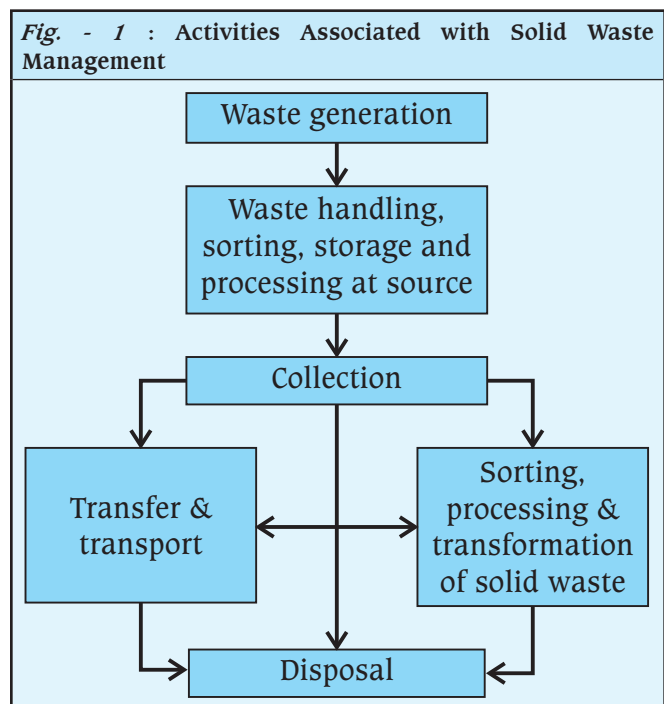 Fig. - 1 : Activities Associated with Solid Waste
Management
Waste generation
Waste handling,
sorting, storage and
processing at source
Collection
Transfer &
transport
Sorting,
processing &
transformation
of solid waste
Disposal